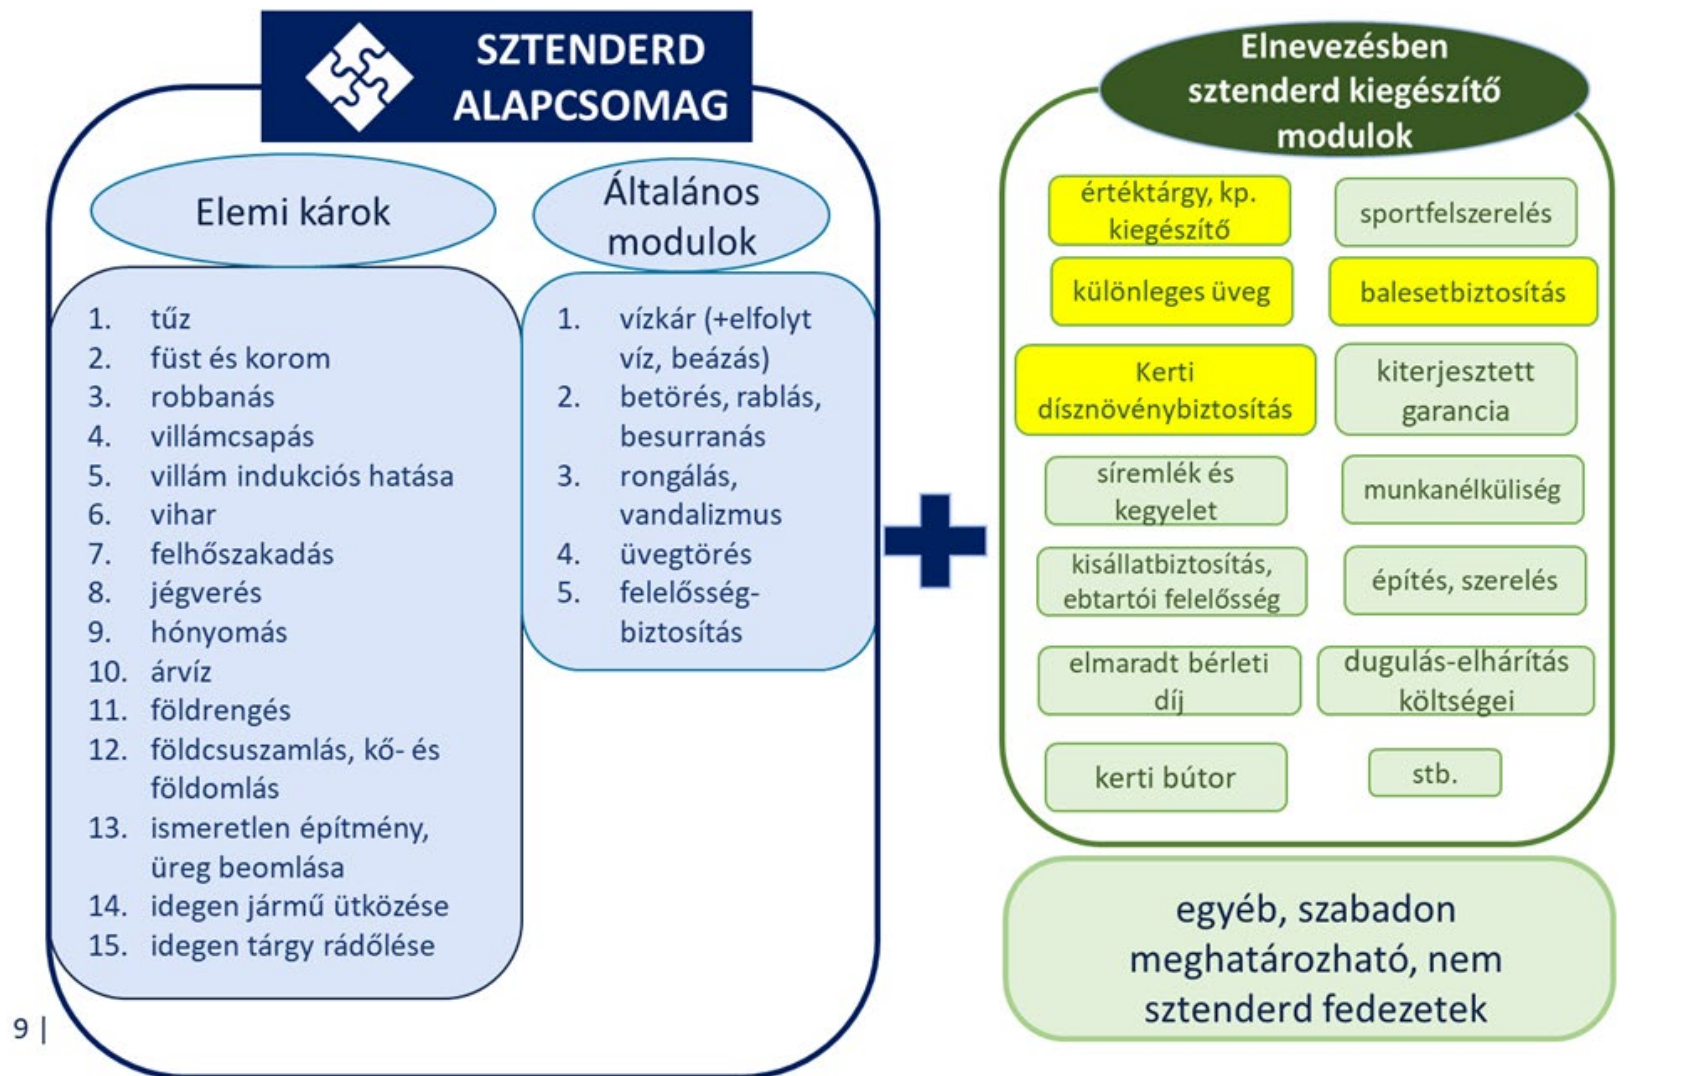 SZTENDERD
ALAPCSOMAG
Elemi károk
1. tűz
2. füst és korom
3. robbanás
4. villámcsapás
5. villám indukciós hatása
6. vihar
7. felhőszakadás
8. jégverés
9. hónyomás
10. árvíz
11. földrengés
12. földcsuszamlás, kő- és
földomlás
13. ismeretlen építmény,
üreg beomlása
14. idegen jármű ütközése
15. idegen tárgy rádőlése
Általános
modulok
1. vízkár (+elfolyt
víz, beázás)
2. betörés, rablás,
besurranás
3. rongálás,
vandalizmus
4. üvegtörés
5. felelősség-
biztosítás
Elnevezésben
sztenderd kiegészítő
modulok
értéktárgy, kp.
kiegészítő
sportfelszerelés
különleges üveg
balesetbiztosítás
Kerti
dísznövénybiztosítás
kiterjesztett
garancia
síremlék és
kegyelet
munkanélküliség
kisállatbiztosítás,
ebtartói felelősség
építés, szerelés
elmaradt bérleti
díj
dugulás-elhárítás
költségei
kerti bútor
stb.
egyéb, szabadon
meghatározható, nem
sztenderd fedezetek
9 |